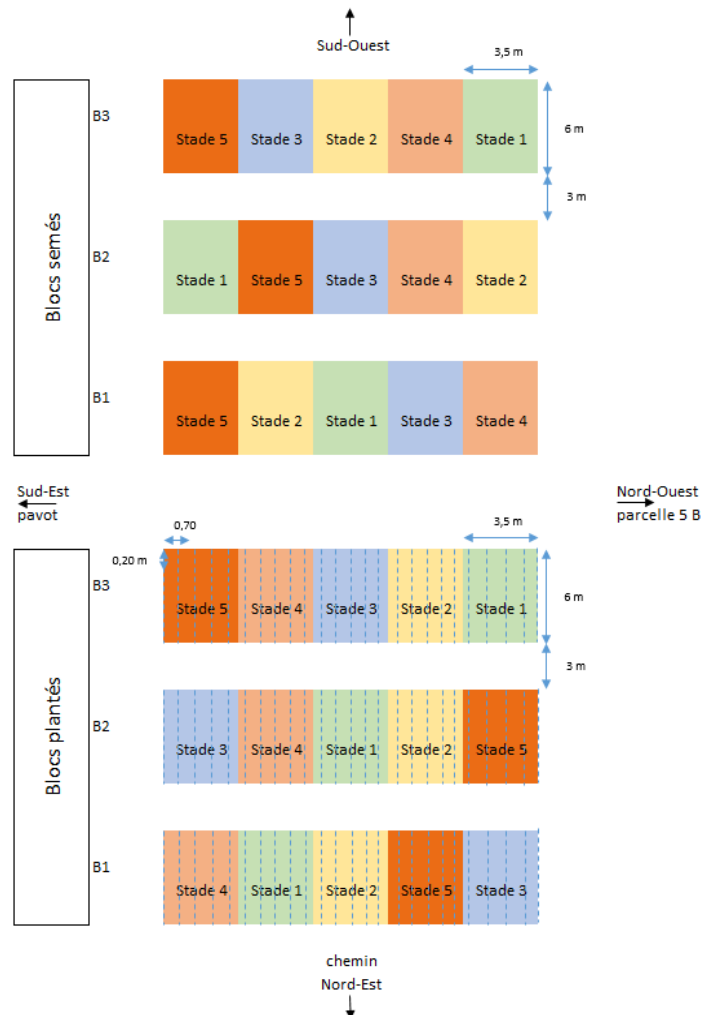 Sud-Ouest
3,5 m
B3
Stade 5 Stade 3 Stade 2 Stade 4 Stade 1
6 m
3 m
Blocs semés
B2
Stade 1 Stade 5 Stade 3 Stade 4 Stade 2
B1
Stade 5 Stade 2 Stade 1 Stade 3 Stade 4
Sud-Est
pavot
Nord-Ouest
parcelle 5 B
0,70
3,5 m
0,20 m
B3
Stade 5 Stade 4 Stade 3 Stade 2 Stade 1
6 m
3 m
Blocs plantés
B2
Stade 3 Stade 4 Stade 1 Stade 2 Stade 5
B1
Stade 4 Stade 1 Stade 2 Stade 5 Stade 3
chemin
Nord-Est